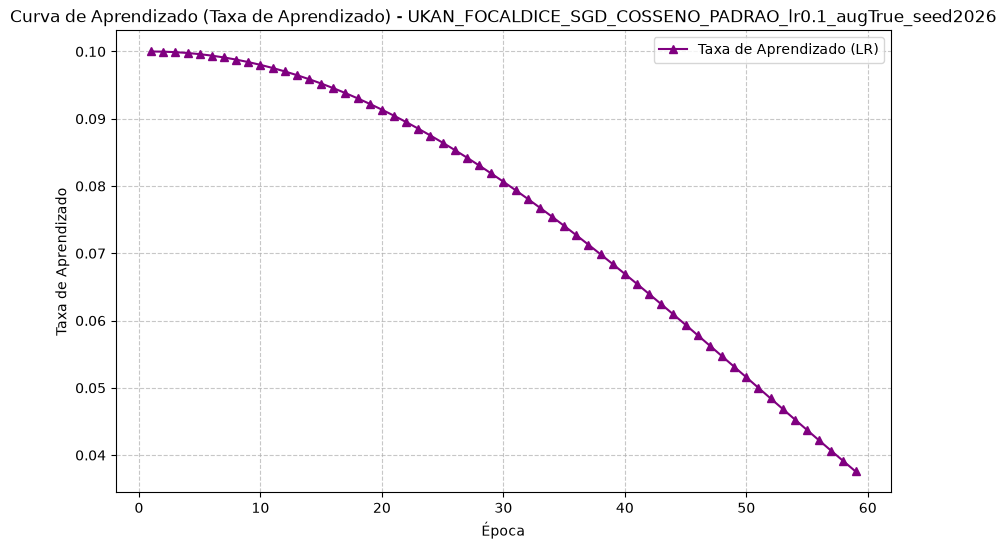 Curva de Aprendizado (Taxa de Aprendizado) - UKAN_FOCALDICE_SGD_COSSENO_PADRAO_lr0.1_augTrue_seed2026
Taxa de Aprendizado (LR)
Taxa de Aprendizado
0.10
0.09
0.08
0.07
0.06
0.05
0.04
0 10 20 30 40 50 60
Época